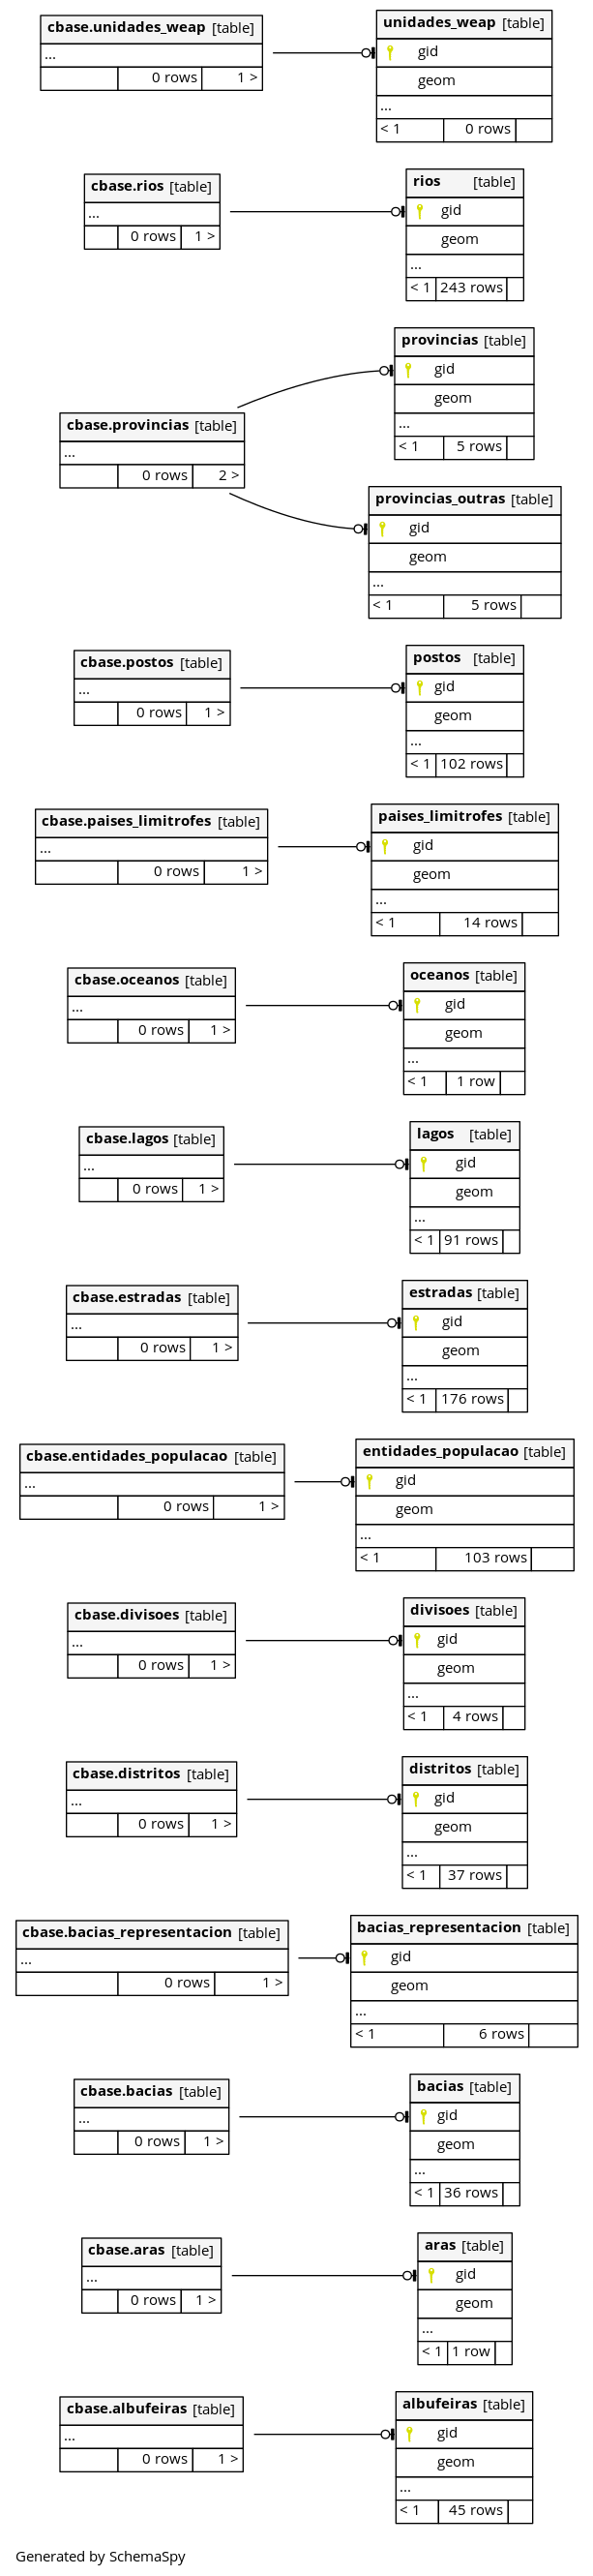 cbase.unidades_weap [table]
...
0 rows 1 >
unidades_weap [table]
gid
geom
...
< 1 0 rows
cbase.rios [table]
...
0 rows 1 >
rios [table]
gid
geom
...
< 1 243 rows
provincias [table]
gid
geom
...
< 1 5 rows
cbase.provincias [table]
...
0 rows 2 >
provincias_outras [table]
gid
geom
...
< 1 5 rows
cbase.postos [table]
...
0 rows 1 >
postos [table]
gid
geom
...
< 1 102 rows
cbase.paises_limitrofes [table]
...
0 rows 1 >
paises_limitrofes [table]
gid
geom
...
< 1 14 rows
cbase.oceanos [table]
...
0 rows 1 >
oceanos [table]
gid
geom
...
< 1 1 row
cbase.lagos [table]
...
0 rows 1 >
lagos [table]
gid
geom
...
< 1 91 rows
cbase.estradas [table]
...
0 rows 1 >
estradas [table]
gid
geom
...
< 1 176 rows
cbase.entidades_populacao [table]
...
0 rows 1 >
entidades_populacao [table]
gid
geom
...
< 1 103 rows
cbase.divisoes [table]
...
0 rows 1 >
divisoes [table]
gid
geom
...
< 1 4 rows
cbase.distritos [table]
...
0 rows 1 >
distritos [table]
gid
geom
...
< 1 37 rows
cbase.bacias_representacion [table]
...
0 rows 1 >
bacias_representacion [table]
gid
geom
...
< 1 6 rows
cbase.bacias [table]
...
0 rows 1 >
bacias [table]
gid
geom
...
< 1 36 rows
cbase.aras [table]
...
0 rows 1 >
aras [table]
gid
geom
...
< 1 1 row
cbase.albufeiras [table]
...
0 rows 1 >
albufeiras [table]
gid
geom
...
< 1 45 rows
Generated by SchemaSpy